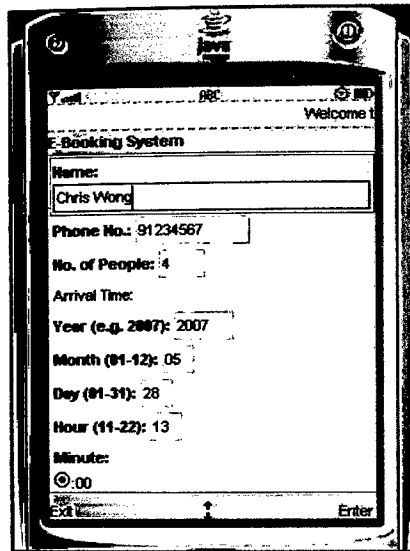 Java
ABC
Welcome t
E-Booking System
Name:
Chris Wong
Phone No.: 91234567
No. of People: 4
Arrival Time:
Year (e.g. 2007): 2007
Month (01-12): 05
Day (01-31): 28
Hour (11-22): 13
Minute:
:00
Exit
Enter